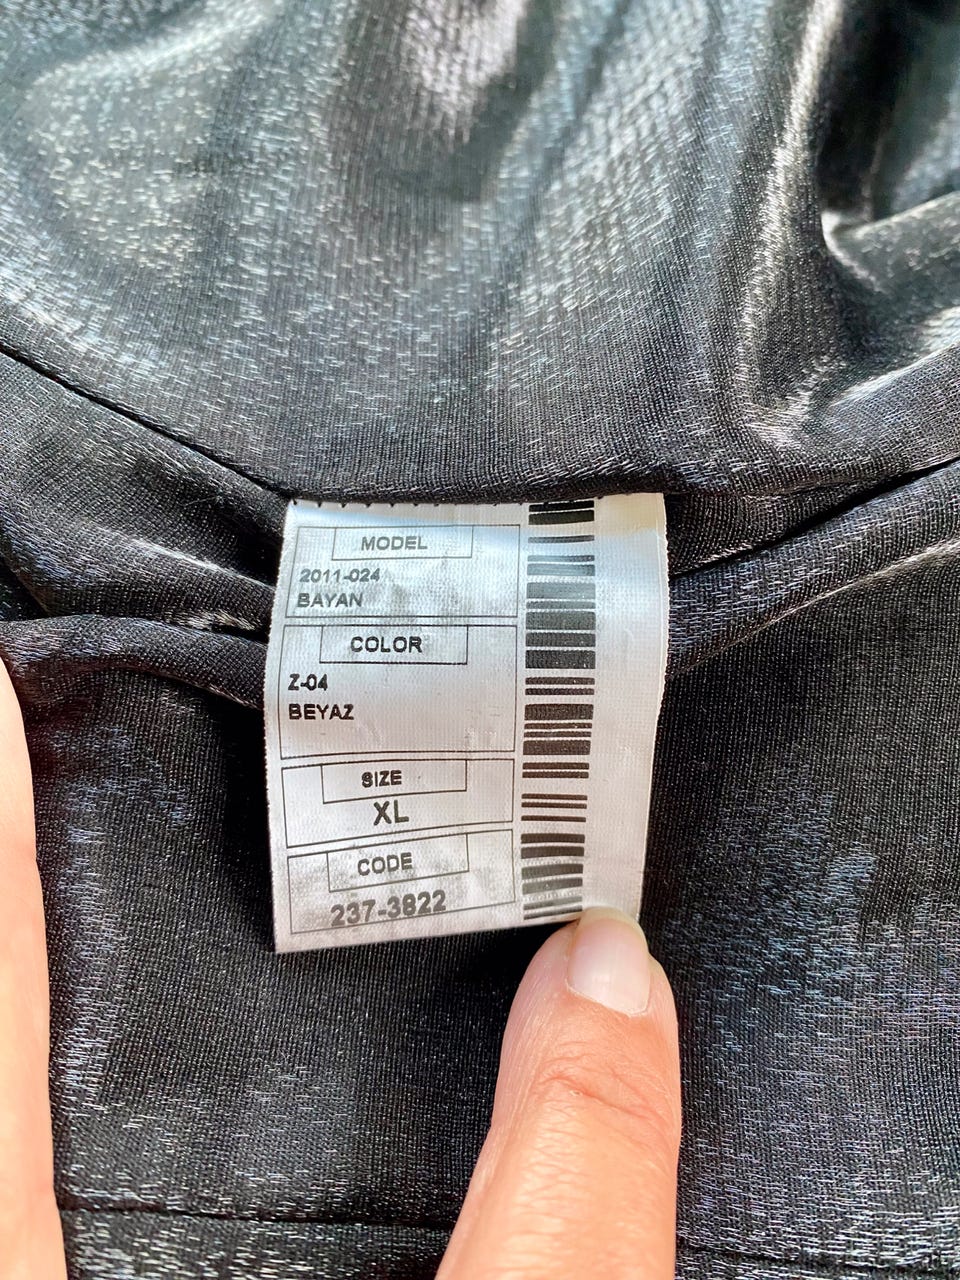 MODEL
2011-024
BAYAN
COLOR
Z-04
BEYAZ
SIZE
XL
CODE
237-3822